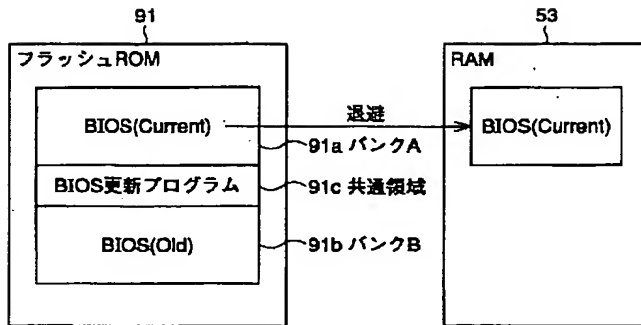 91
フラッシュROM
BIOS(Current)
91a バンクA
BIOS更新プログラム
91c 共通領域
BIOS(Old)
91b バンクB
退避
53
RAM
BIOS(Current)